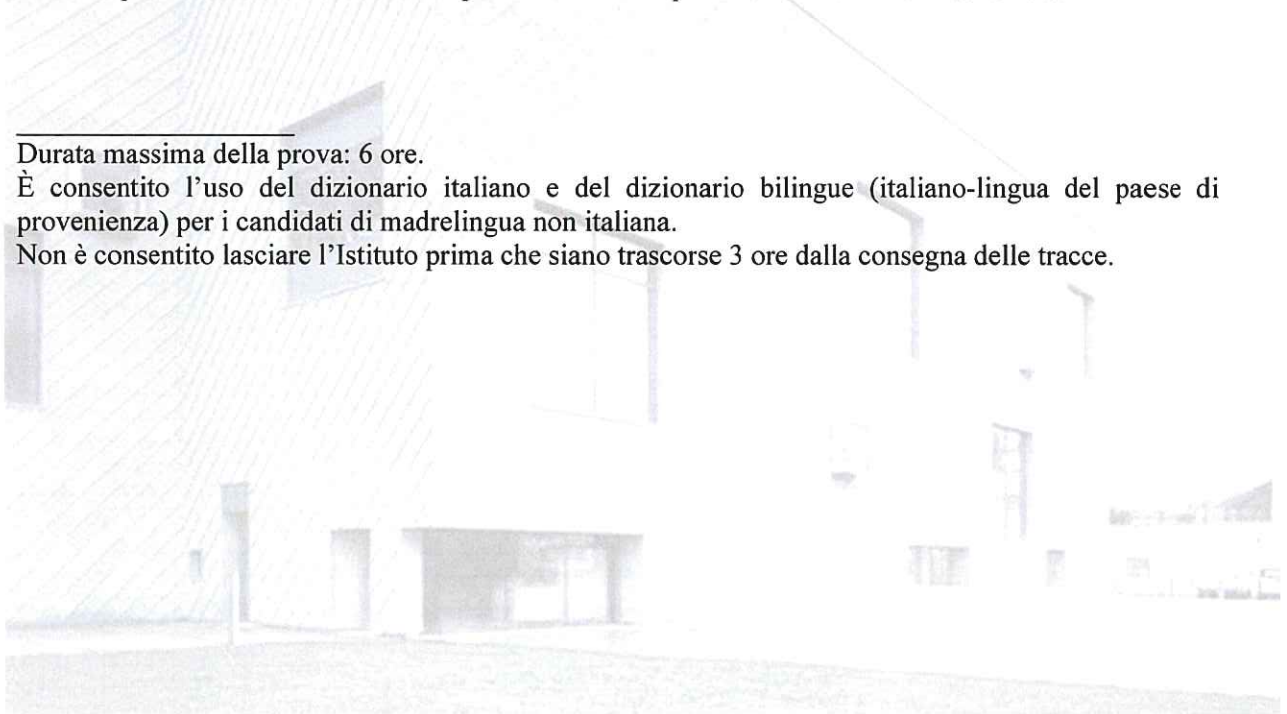 Durata massima della prova: 6 ore.
È consentito l'uso del dizionario italiano e del dizionario bilingue (italiano-lingua del paese di
provenienza) per i candidati di madrelingua non italiana.
Non è consentito lasciare l'Istituto prima che siano trascorse 3 ore dalla consegna delle tracce.